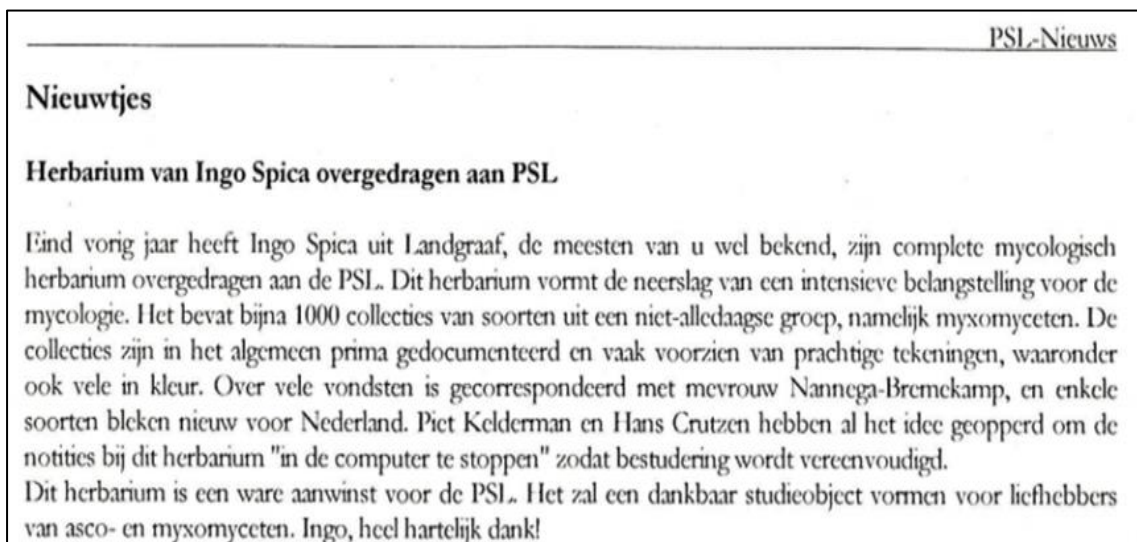 PSL-Nieuws
Nieuwtjes
Herbarium van Ingo Spica overgedragen aan PSL
Eind vorig jaar heeft Ingo Spica uit Landgraaf, de meesten van u wel bekend, zijn complete mycologisch
herbarium overgedragen aan de PSL. Dit herbarium vormt de neerslag van een intensieve belangstelling voor de
mycologie. Het bevat bijna 1000 collecties van soorten uit een niet-alledaagse groep, namelijk myxomyceten. De
collecties zijn in het algemeen prima gedocumenteerd en vaak voorzien van prachtige tekeningen, waaronder
ook vele in kleur. Over vele vondsten is gecorrespondeerd met mevrouw Nannega-Bremekamp, en enkele
soorten bleken nieuw voor Nederland. Piet Kelderman en Hans Crutzen hebben al het idee geopperd om de
notities bij dit herbarium "in de computer te stoppen" zodat bestudering wordt vereenvoudigd.
Dit herbarium is een ware aanwinst voor de PSL. Het zal een dankbaar studieobject vormen voor liefhebbers
van asco- en myxomyceten. Ingo, heel hartelijk dank!